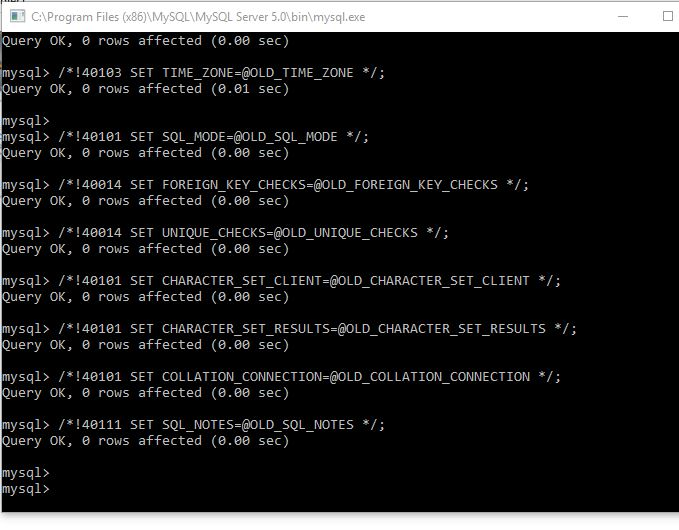 C:\Program Files (x86)\MySQL\MySQL Server 5.0\bin\mysql.exe
Query OK, 0 rows affected (0.00 sec)
mysql> /*!40103 SET TIME_ZONE=@OLD_TIME_ZONE */;
Query OK, 0 rows affected (0.01 sec)
mysql>
mysql> /*!40101 SET SQL_MODE=@OLD_SQL_MODE */;
Query OK, 0 rows affected (0.00 sec)
mysql> /*!40014 SET FOREIGN_KEY_CHECKS=@OLD_FOREIGN_KEY_CHECKS */;
Query OK, 0 rows affected (0.00 sec)
mysql> /*!40014 SET UNIQUE_CHECKS=@OLD_UNIQUE_CHECKS */;
Query OK, 0 rows affected (0.00 sec)
mysql> /*!40101 SET CHARACTER_SET_CLIENT=@OLD_CHARACTER_SET_CLIENT */;
Query OK, 0 rows affected (0.00 sec)
mysql> /*!40101 SET CHARACTER_SET_RESULTS=@OLD_CHARACTER_SET_RESULTS */;
Query OK, 0 rows affected (0.00 sec)
mysql> /*!40101 SET COLLATION_CONNECTION=@OLD_COLLATION_CONNECTION */;
Query OK, 0 rows affected (0.00 sec)
mysql> /*!40111 SET SQL_NOTES=@OLD_SQL_NOTES */;
Query OK, 0 rows affected (0.00 sec)
mysql>
mysql>